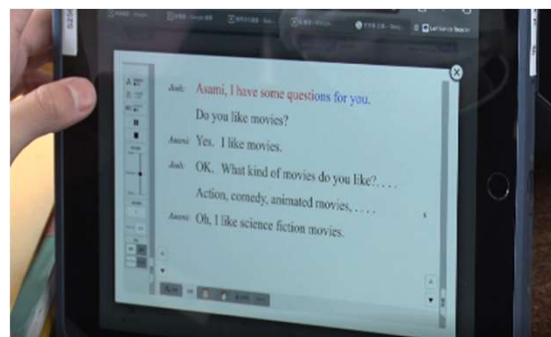 Josh: Asami, I have some questions for you.
Do you like movies?
Asami: Yes. I like movies.
Josh: OK. What kind of movies do you like?. . . .
Action, comedy, animated movies, . . . .
Asami: Oh, I like science fiction movies.